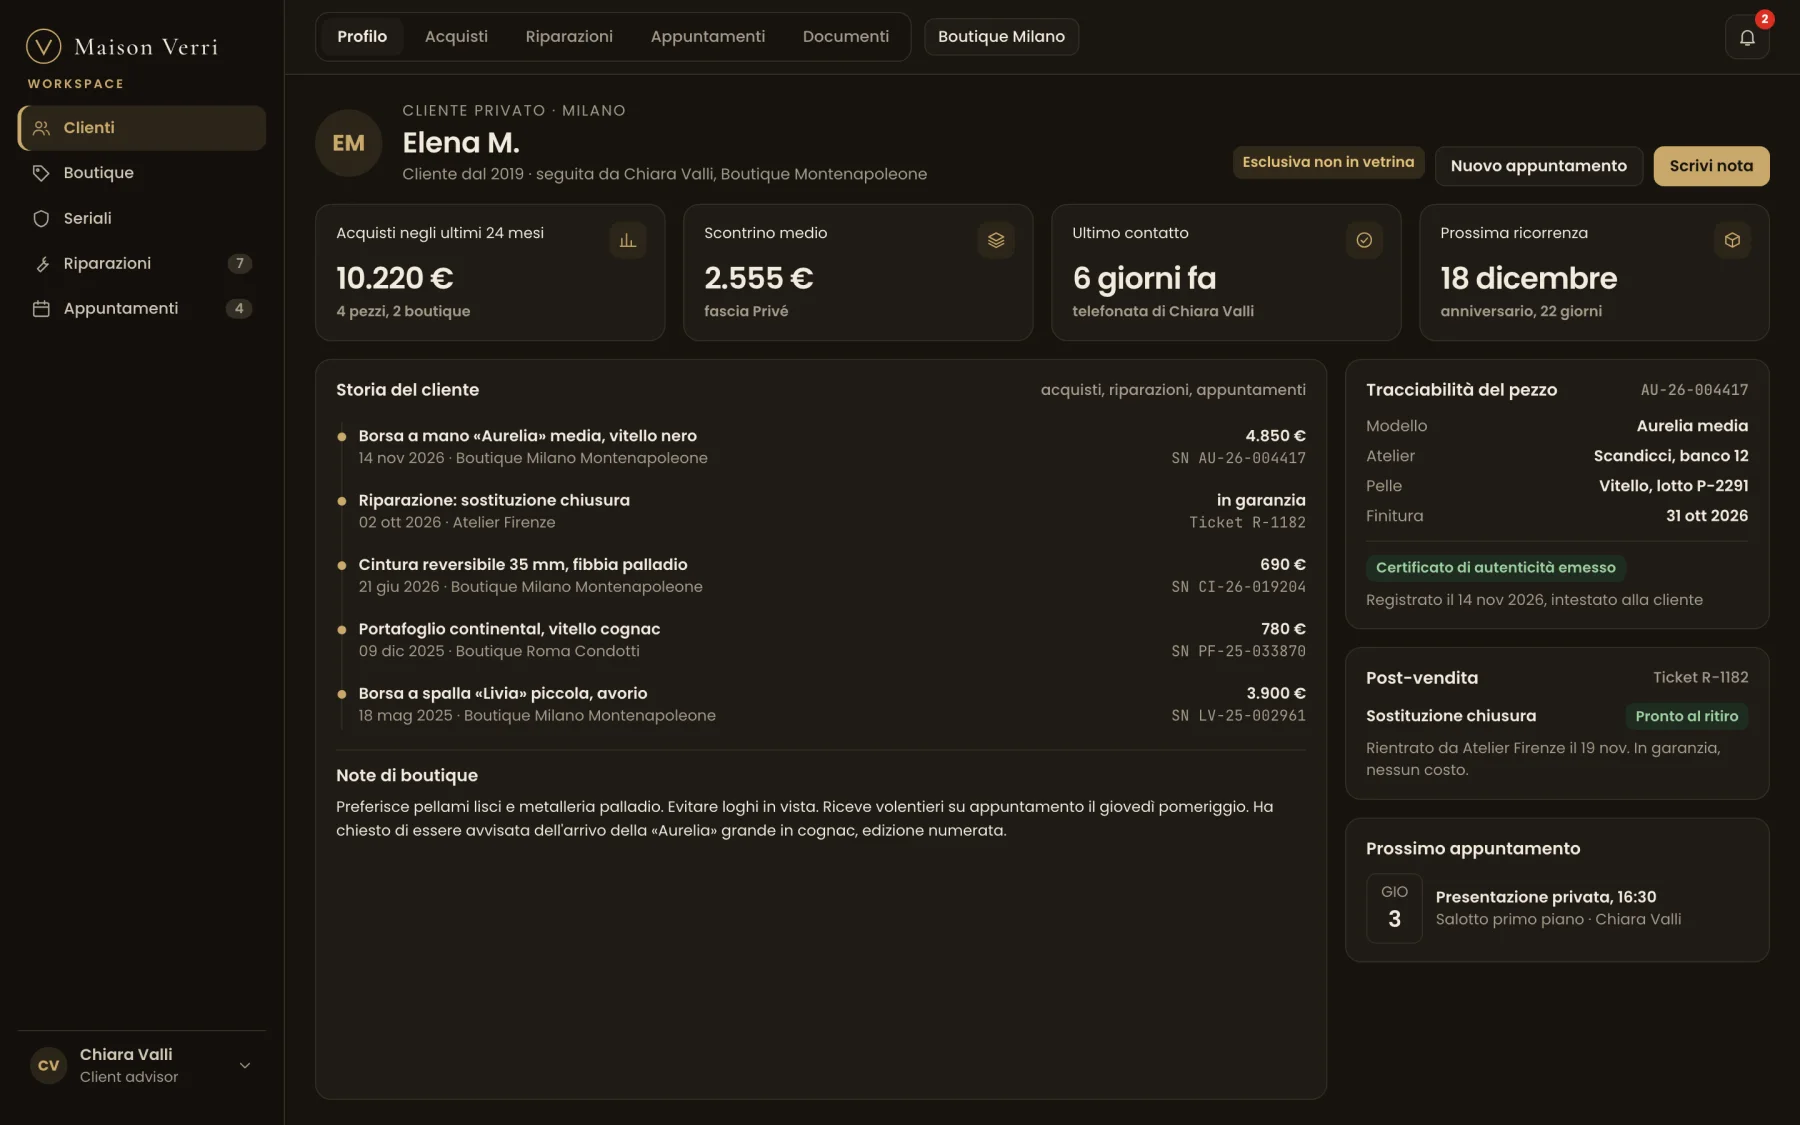 Maison Verri
WORKSPACE
Clienti
Boutique
Seriali
Riparazioni 7
Appuntamenti 4
Chiara Valli
CV
Client advisor
Profilo Acquisti Riparazioni Appuntamenti Documenti Boutique Milano
2
EM
CLIENTE PRIVATO · MILANO
Elena M.
Cliente dal 2019 · seguita da Chiara Valli, Boutique Montenapoleone
Esclusiva non in vetrina Nuovo appuntamento Scrivi nota
Acquisti negli ultimi 24 mesi
10.220 €
4 pezzi, 2 boutique
Scontrino medio
2.555 €
fascia Privé
Ultimo contatto
6 giorni fa
telefonata di Chiara Valli
Prossima ricorrenza
18 dicembre
anniversario, 22 giorni
Storia del cliente acquisti, riparazioni, appuntamenti
Borsa a mano «Aurelia» media, vitello nero 4.850 €
14 nov 2026 · Boutique Milano Montenapoleone SN AU-26-004417
Riparazione: sostituzione chiusura in garanzia
02 ott 2026 · Atelier Firenze Ticket R-1182
Cintura reversibile 35 mm, fibbia palladio 690 €
21 giu 2026 · Boutique Milano Montenapoleone SN CI-26-019204
Portafoglio continental, vitello cognac 780 €
09 dic 2025 · Boutique Roma Condotti SN PF-25-033870
Borsa a spalla «Livia» piccola, avorio 3.900 €
18 mag 2025 · Boutique Milano Montenapoleone SN LV-25-002961
Note di boutique
Preferisce pellami lisci e metalleria palladio. Evitare loghi in vista. Riceve volentieri su appuntamento il giovedì pomeriggio. Ha
chiesto di essere avvisata dell'arrivo della «Aurelia» grande in cognac, edizione numerata.
Tracciabilità del pezzo AU-26-004417
Modello Aurelia media
Atelier Scandicci, banco 12
Pelle Vitello, lotto P-2291
Finitura 31 ott 2026
Certificato di autenticità emesso
Registrato il 14 nov 2026, intestato alla cliente
Post-vendita Ticket R-1182
Sostituzione chiusura Pronto al ritiro
Rientrato da Atelier Firenze il 19 nov. In garanzia,
nessun costo.
Prossimo appuntamento
GIO
3
Presentazione privata, 16:30
Salotto primo piano · Chiara Valli